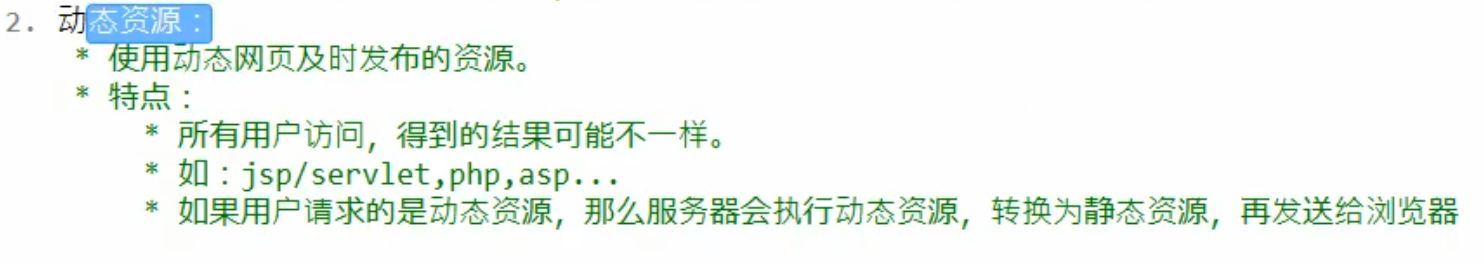 2. 动态资源：
* 使用动态网页及时发布的资源。
* 特点：
* 所有用户访问，得到的结果可能不一样。
* 如：jsp/servlet,php,asp...
* 如果用户请求的是动态资源，那么服务器会执行动态资源，转换为静态资源，再发送给浏览器